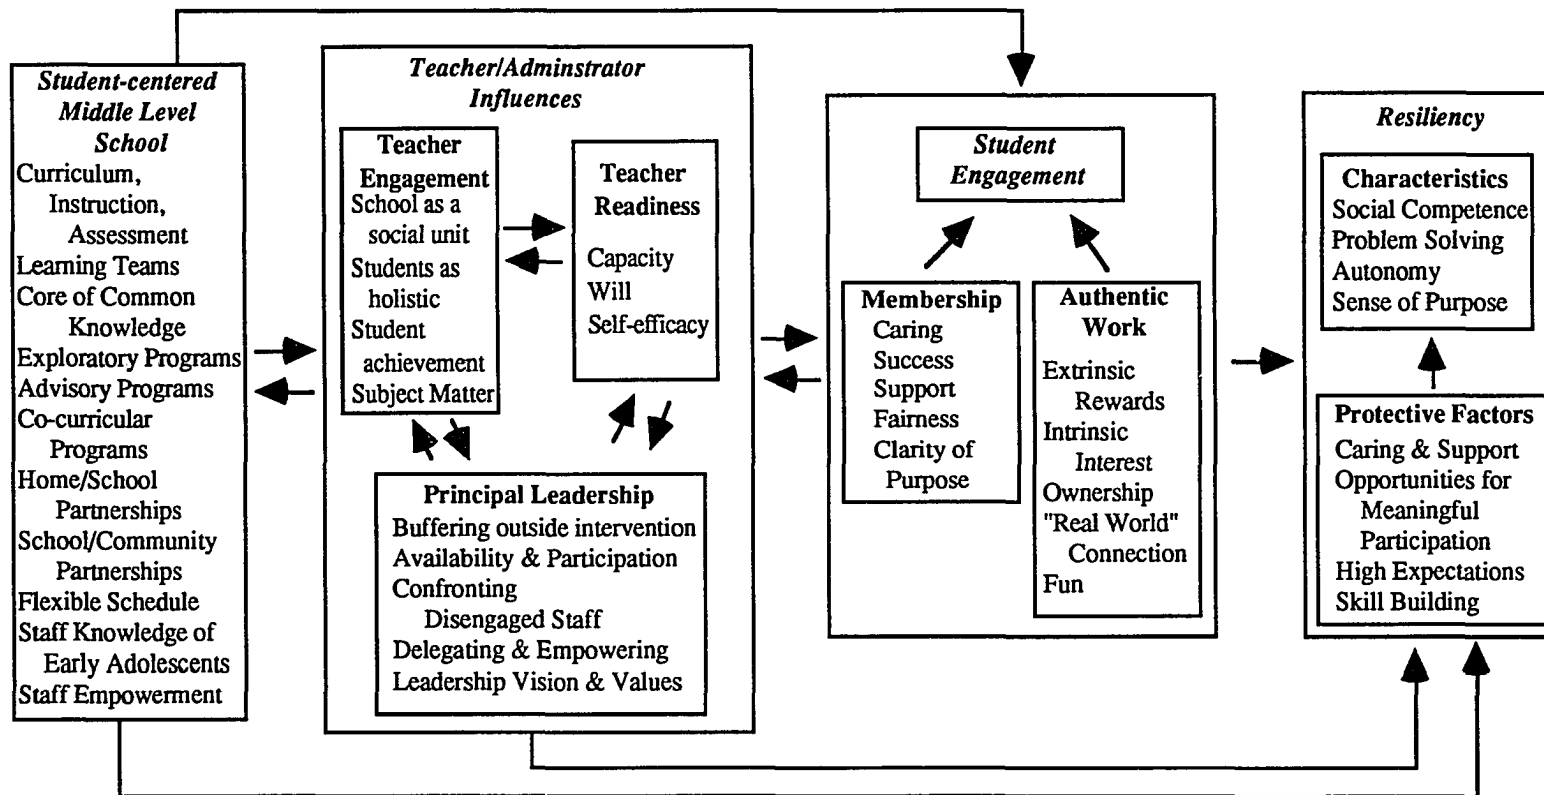 Student-centered
Middle Level
School
Curriculum,
Instruction,
Assessment
Learning Teams
Core of Common
Knowledge
Exploratory Programs
Advisory Programs
Co-curricular
Programs
Home/School
Partnerships
School/Community
Partnerships
Flexible Schedule
Staff Knowledge of
Early Adolescents
Staff Empowerment
Teacher/Adminstrator
Influences
Teacher
Engagement
School as a
social unit
Students as
holistic
Student
achievement
Subject Matter
Teacher
Readiness
Capacity
Will
Self-efficacy
Principal Leadership
Buffering outside intervention
Availability & Participation
Confronting
Disengaged Staff
Delegating & Empowering
Leadership Vision & Values
Student
Engagement
Membership
Caring
Success
Support
Fairness
Clarity of
Purpose
Authentic
Work
Extrinsic
Rewards
Intrinsic
Interest
Ownership
"Real World"
Connection
Fun
Resiliency
Characteristics
Social Competence
Problem Solving
Autonomy
Sense of Purpose
Protective Factors
Caring & Support
Opportunities for
Meaningful
Participation
High Expectations
Skill Building